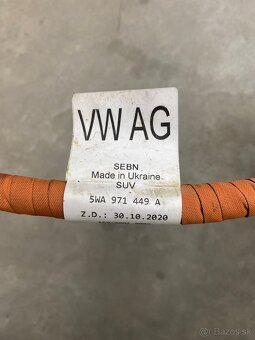 VW AG
SEBN
Made in Ukraine
SUV
5WA 971 449 A
Z.D.: 30.10.2020
Bazos.sk